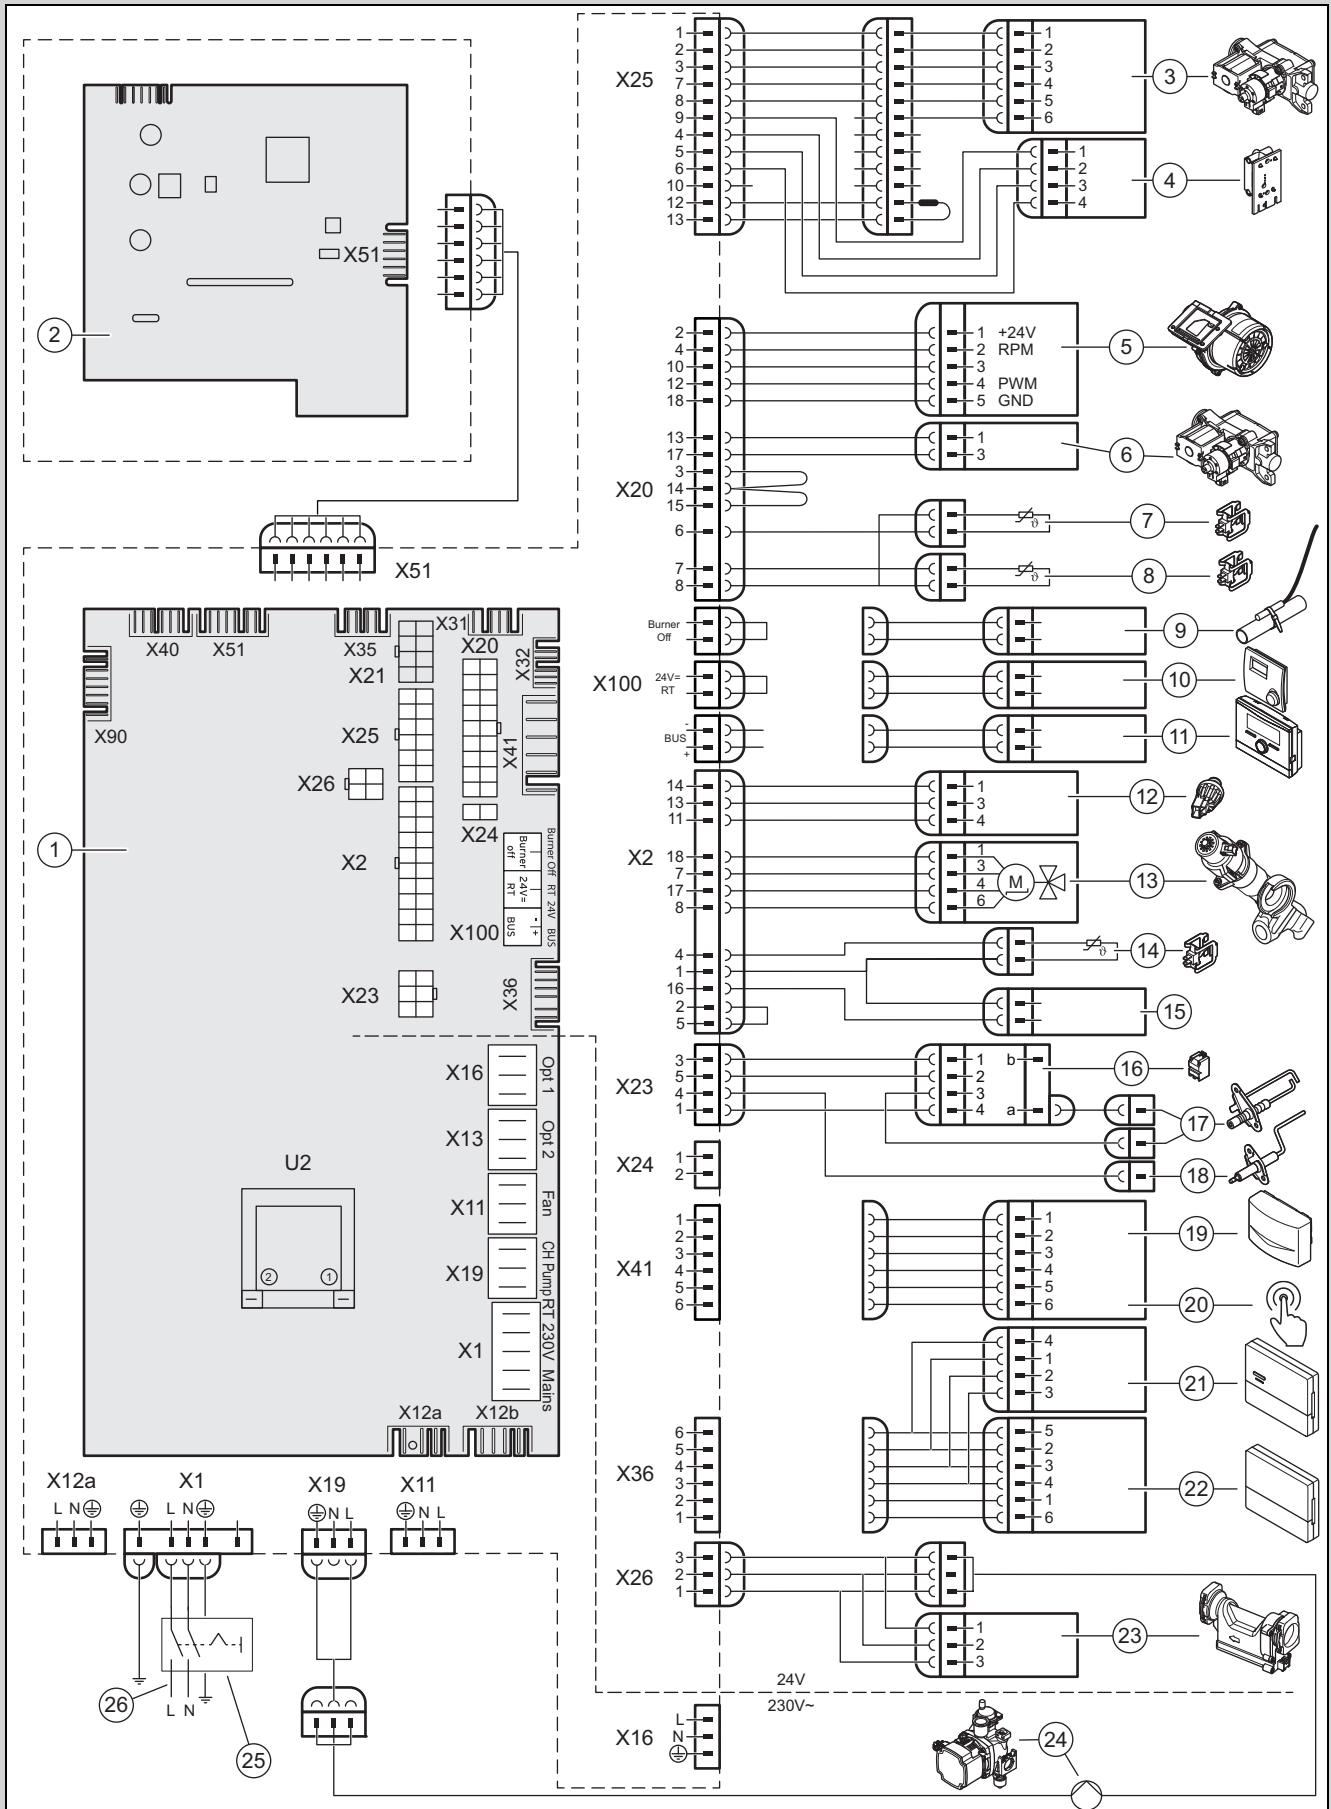 X25
1
2
3
7
8
9
4
5
6
10
12
13
1
2
3
4
5
6
3
1
2
3
4
4
X51
2
X20
2
4
10
12
18
13
17
3
14
15
6
7
8
1 +24V
2 RPM
3
4 PWM
5 GND
5
1
3
6
ϑ
7
ϑ
8
X51
X40 X51 X35 X31
X21
X20
X32
X90
X25
X41
X26
X24
X2
Burner off
24V= RT
BUS
- +
Burner Off RT 24V BUS
X100
X23
X36
1
X16 Opt 1
X13 Opt 2
X11 Fan
X19 CH Pump
X1 RT 230V Mains
U2
2 1
X12a X12b
X100
Burner
Off
9
24V=
RT
10
-
BUS
+
11
X2
14
13
11
18
7
17
8
4
1
16
2
5
1
3
4
12
1
3
4
6
M
13
ϑ
14
15
X23
3
5
4
1
1
2
3
4
b
a
16
17
18
X24
1
2
X41
1
2
3
4
5
6
1
2
3
4
5
6
19
20
4
1
2
3
21
X36
6
5
4
3
2
1
5
2
3
4
1
6
22
X26
3
2
1
1
2
3
23
24V
230V~
X16
L
N
24
X12a
L N
X1
L N
X19
N L
X11
N L
26
L N
25